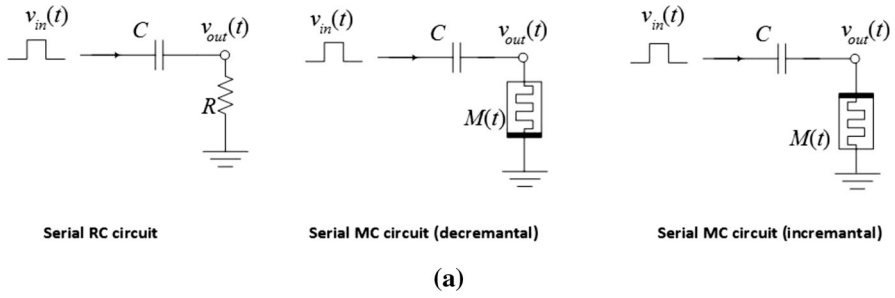 v_in(t) C v_out(t)
R
Serial RC circuit
v_in(t) C v_out(t)
M(t)
Serial MC circuit (decremantal)
v_in(t) C v_out(t)
M(t)
Serial MC circuit (incremantal)
(a)